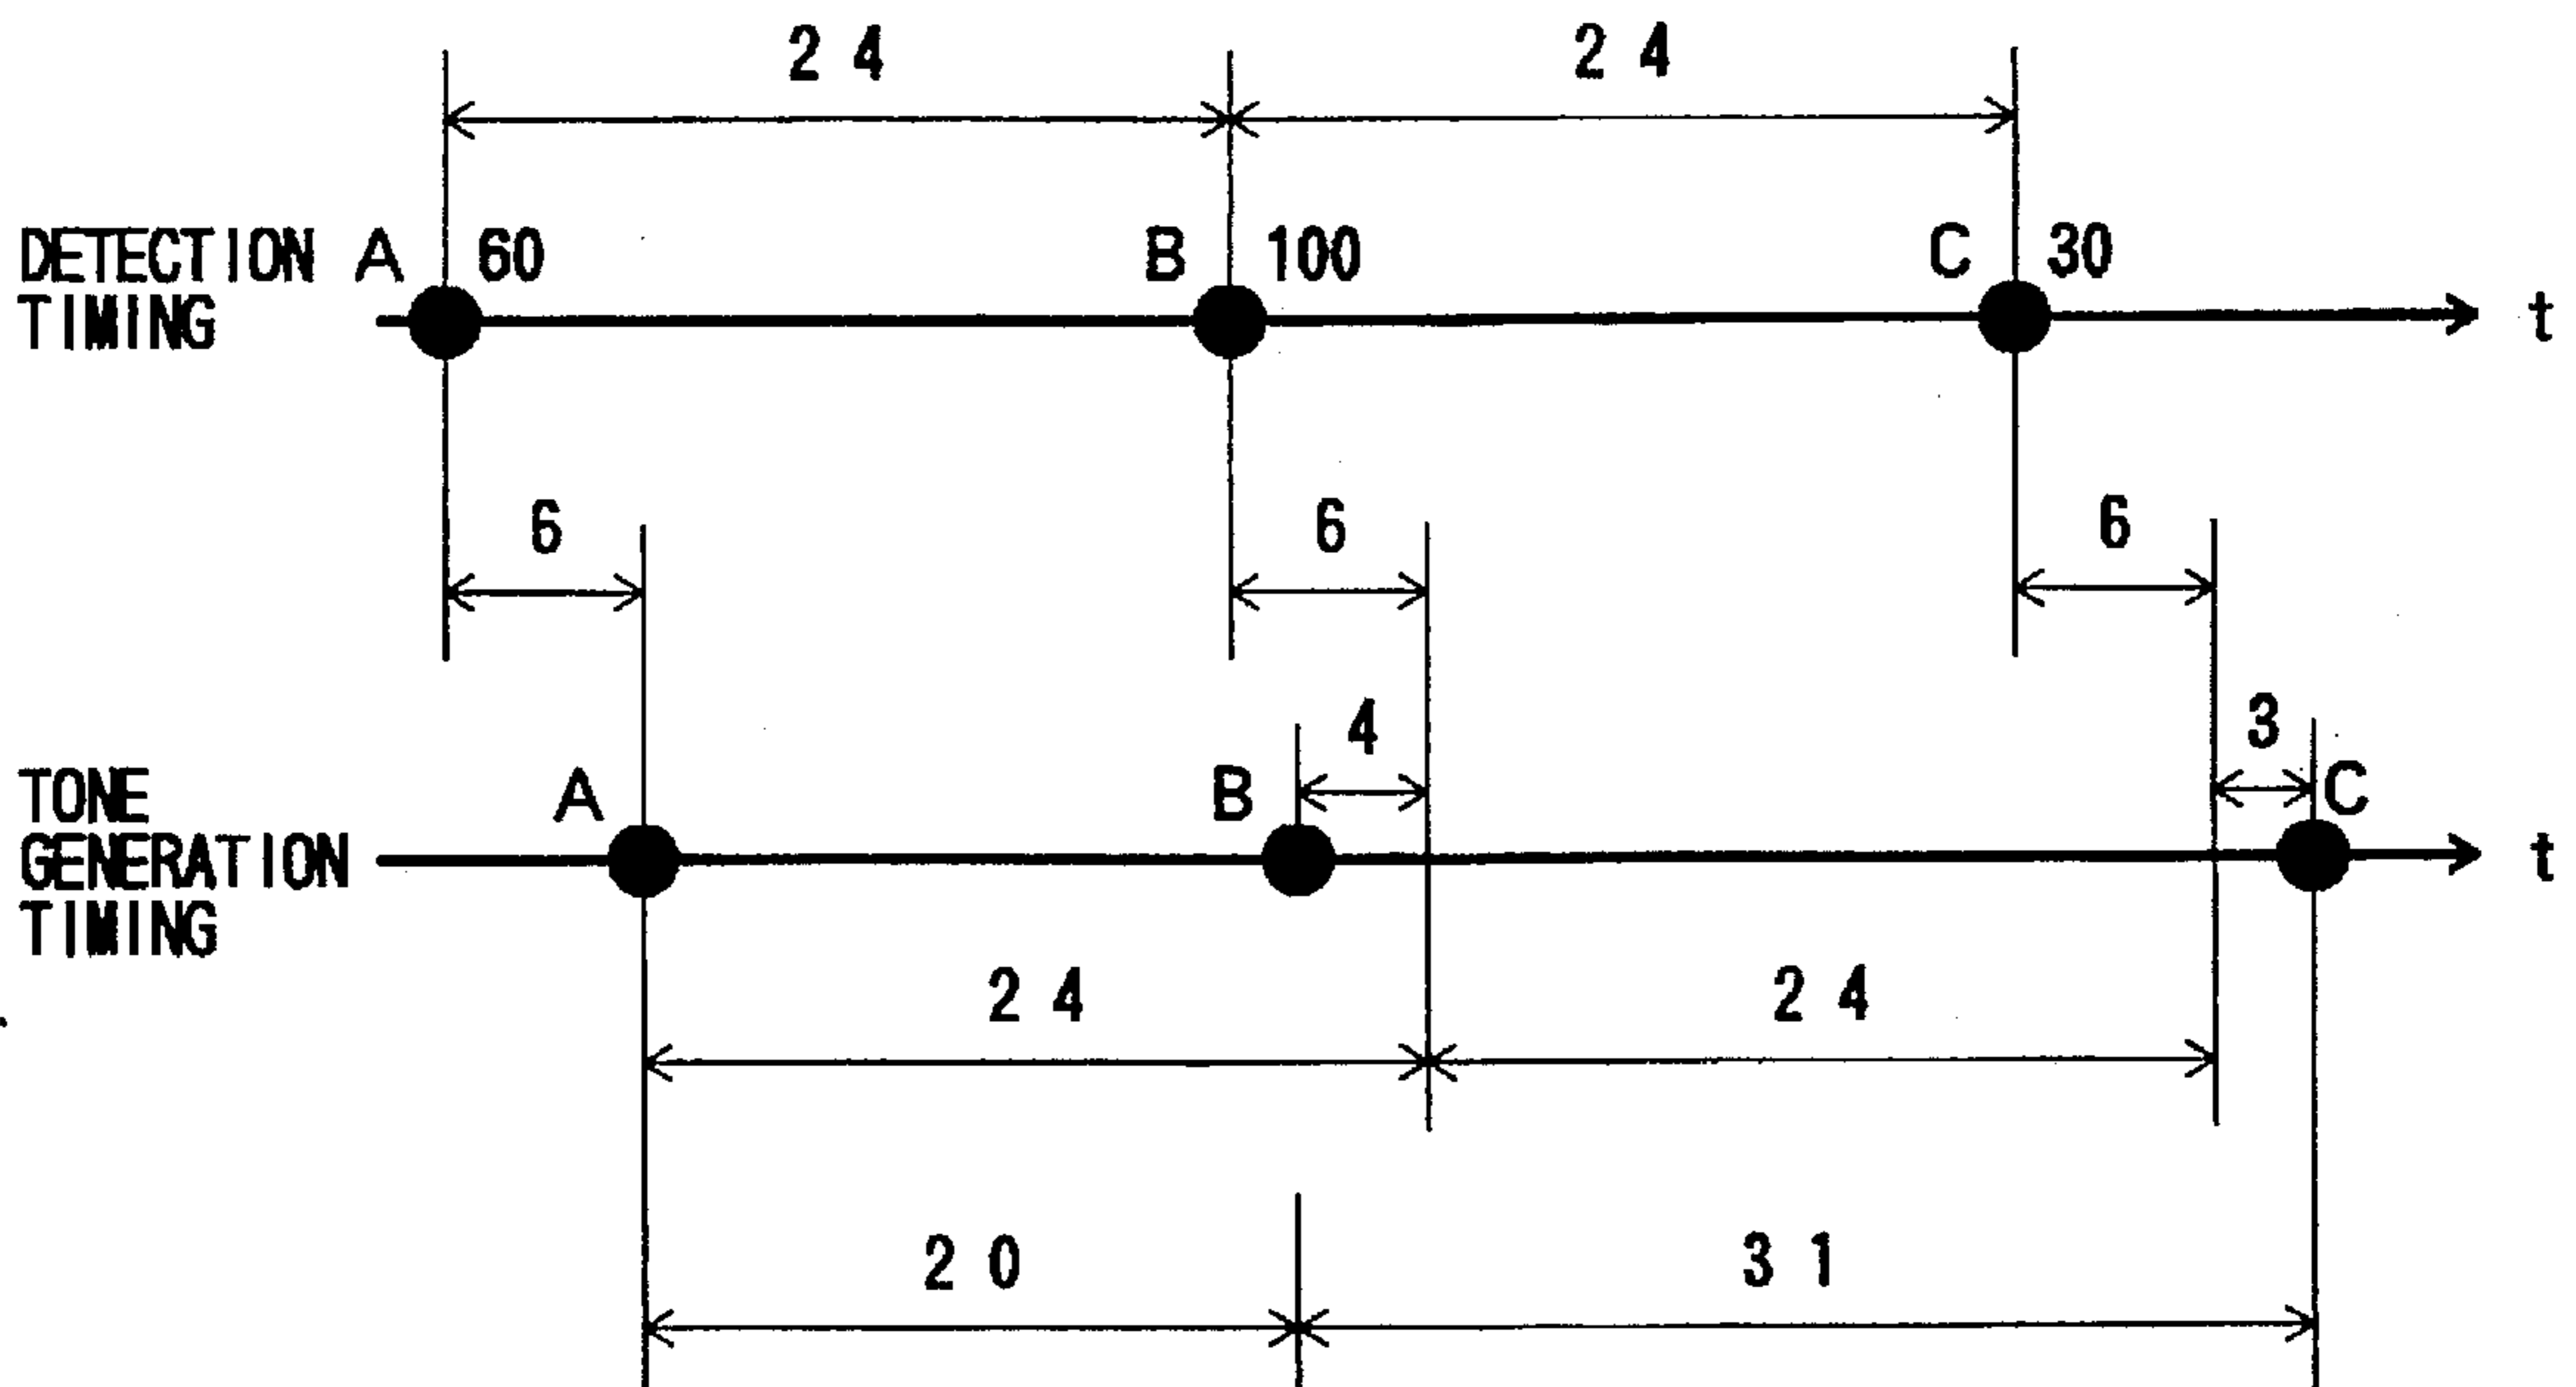 24 24
DETECTION A 60 B 100 C 30
TIMING t
6 6 6
4 3
TONE A B C
GENERATION t
TIMING
24 24
20 31